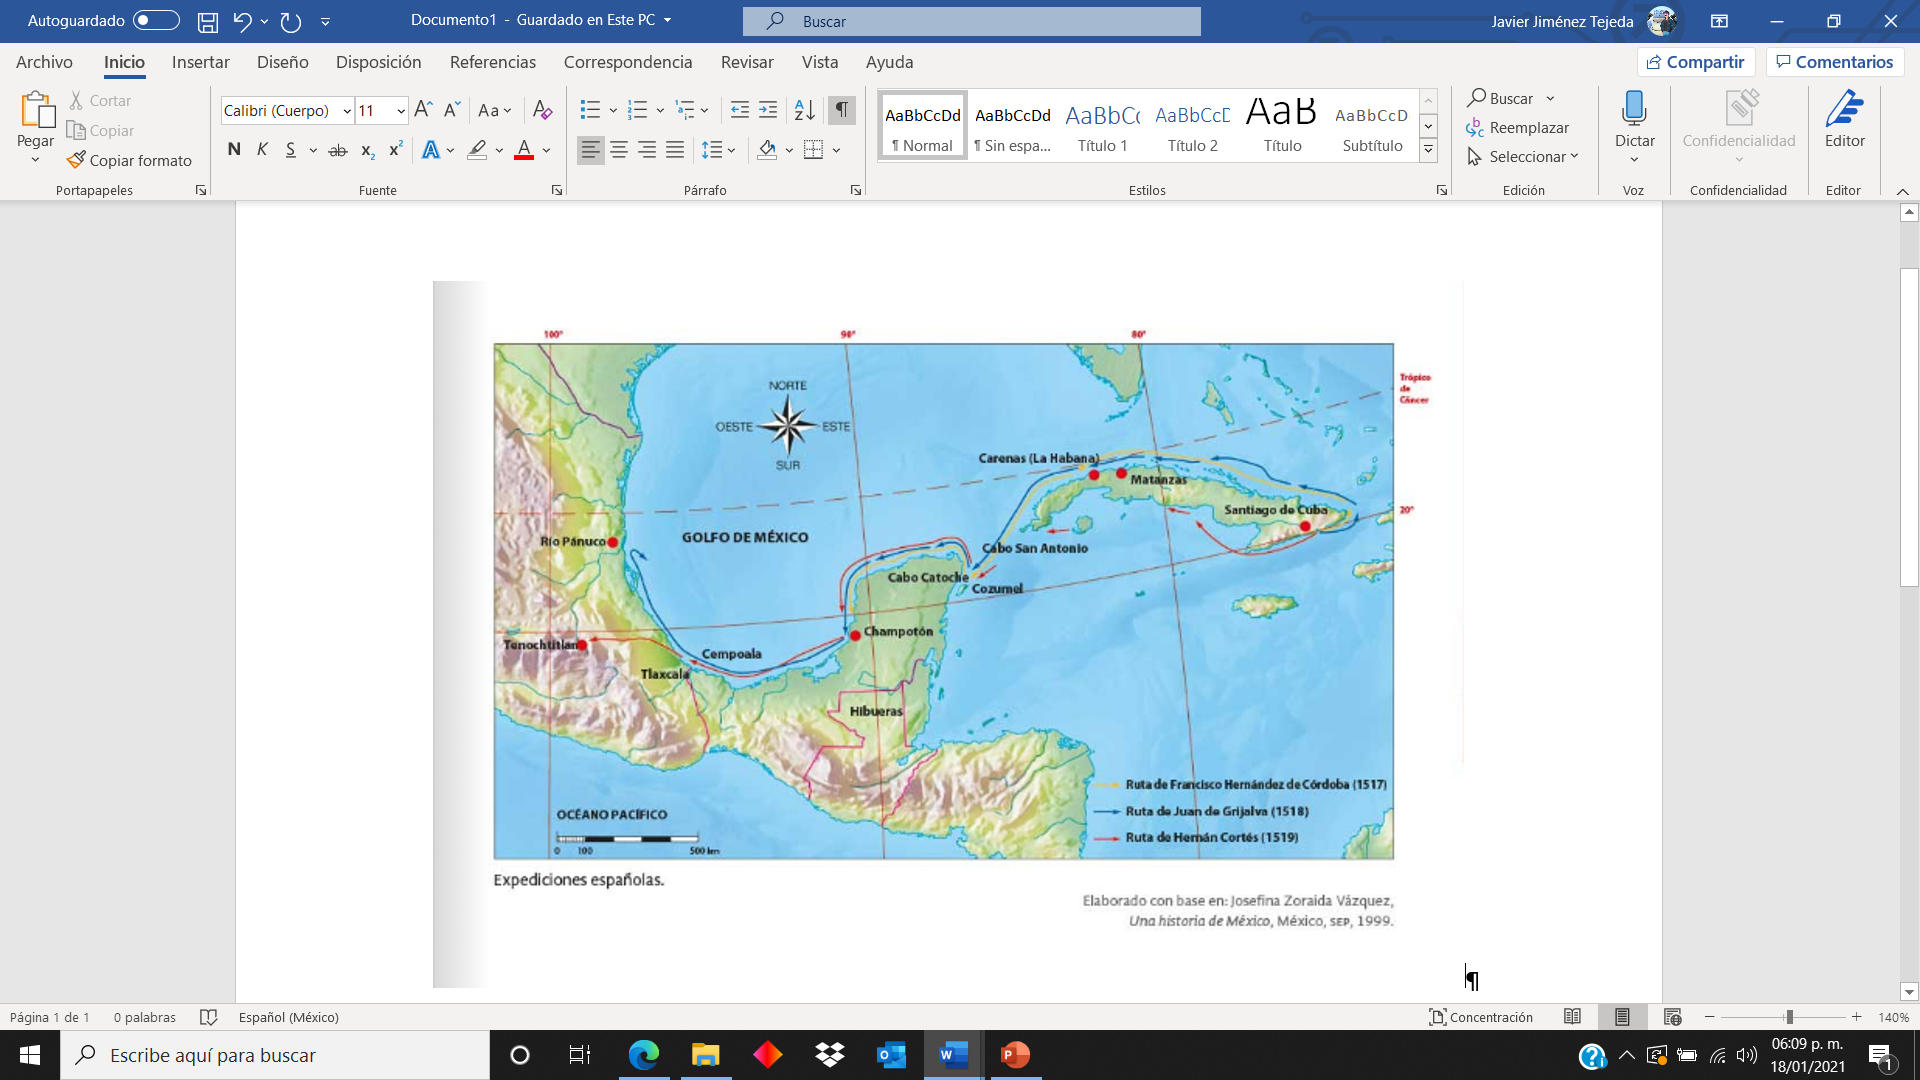 Autoguardado
Documento1 - Guardado en Este PC
Buscar
Javier Jiménez Tejeda
Archivo Inicio Insertar Diseño Disposición Referencias Correspondencia Revisar Vista Ayuda
Compartir Comentarios
Pegar
Cortar
Copiar
Copiar formato
Portapapeles
Calibri (Cuerpo) 11
Aa
N K S ab x₂ x² A A
Fuente
Párrafo
AaBbCcDd
¶ Normal
AaBbCcDd
¶ Sin espa...
AaBbCc
Título 1
AaBbCcD
Título 2
AaB
Título
AaBbCcD
Subtítulo
Estilos
Buscar
Reemplazar
Seleccionar
Edición
Dictar
Voz
Confidencialidad
Confidencialidad
Editor
Editor
100° 90° 80°
Trópico
de
Cáncer
NORTE
OESTE ESTE
SUR
Carenas (La Habana)
Matanzas
Santiago de Cuba
20°
Río Pánuco
GOLFO DE MÉXICO
Cabo San Antonio
Cabo Catoche
Cozumel
Champotón
Tenochtitlan
Cempoala
Tlaxcala
Hibueras
Ruta de Francisco Hernández de Córdoba (1517)
Ruta de Juan de Grijalva (1518)
Ruta de Hernán Cortés (1519)
OCÉANO PACÍFICO
0 100 500 km
Expediciones españolas.
Elaborado con base en: Josefina Zoraida Vázquez,
Una historia de México, México, SEP, 1999.
¶
Página 1 de 1 0 palabras Español (México)
Concentración
140%
Escribe aquí para buscar
06:09 p. m.
18/01/2021
1